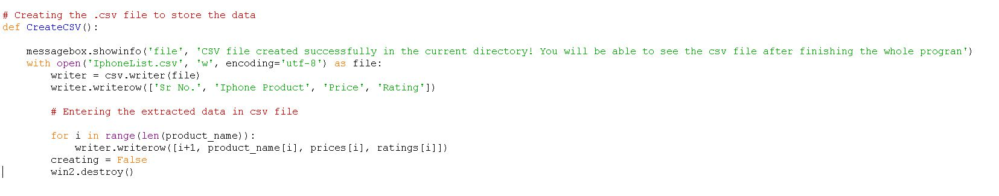 # Creating the .csv file to store the data
def CreateCSV():
messagebox.showinfo('file', 'CSV file created successfully in the current directory! You will be able to see the csv file after finishing the whole progran')
with open('IphoneList.csv', 'w', encoding='utf-8') as file:
writer = csv.writer(file)
writer.writerow(['Sr No.', 'Iphone Product', 'Price', 'Rating'])
# Entering the extracted data in csv file
for i in range(len(product_name)):
writer.writerow([i+1, product_name[i], prices[i], ratings[i]])
creating = False
win2.destroy()